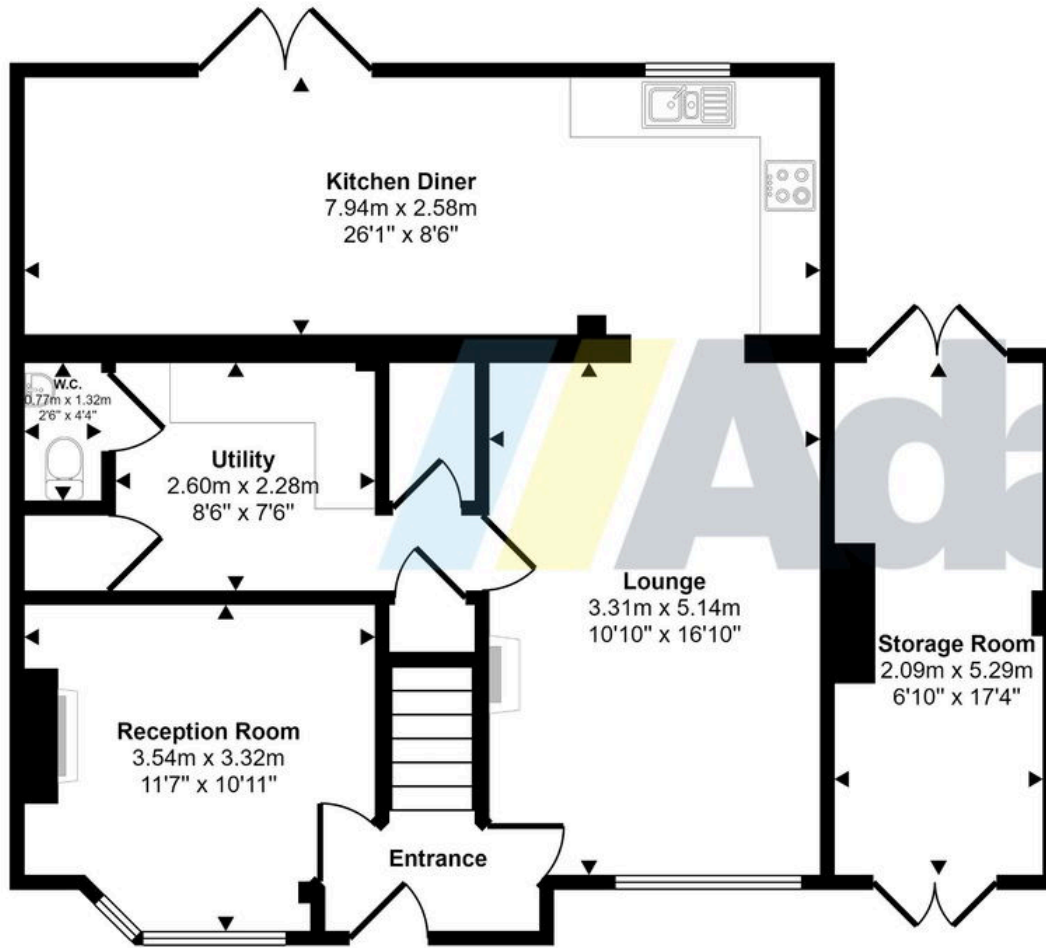 Kitchen Diner
7.94m x 2.58m
26'1" x 8'6"
W.C.
0.77m x 1.32m
2'6" x 4'4"
Utility
2.60m x 2.28m
8'6" x 7'6"
Ada
Lounge
3.31m x 5.14m
10'10" x 16'10"
Storage Room
2.09m x 5.29m
6'10" x 17'4"
Reception Room
3.54m x 3.32m
11'7" x 10'11"
Entrance